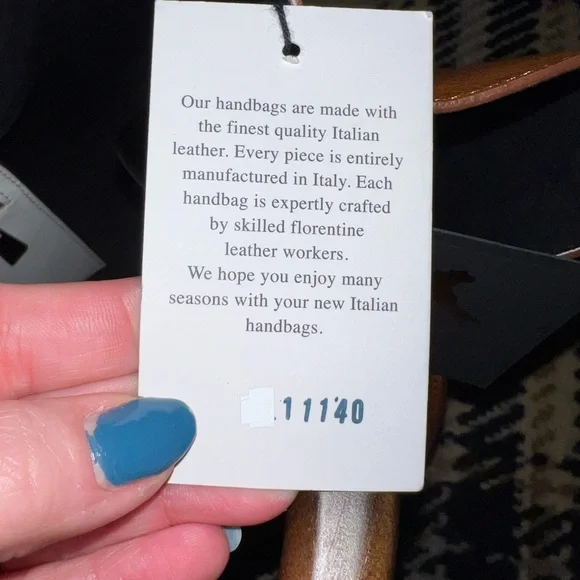 Our handbags are made with
the finest quality Italian
leather. Every piece is entirely
manufactured in Italy. Each
handbag is expertly crafted
by skilled florentine
leather workers.
We hope you enjoy many
seasons with your new Italian
handbags.
11140